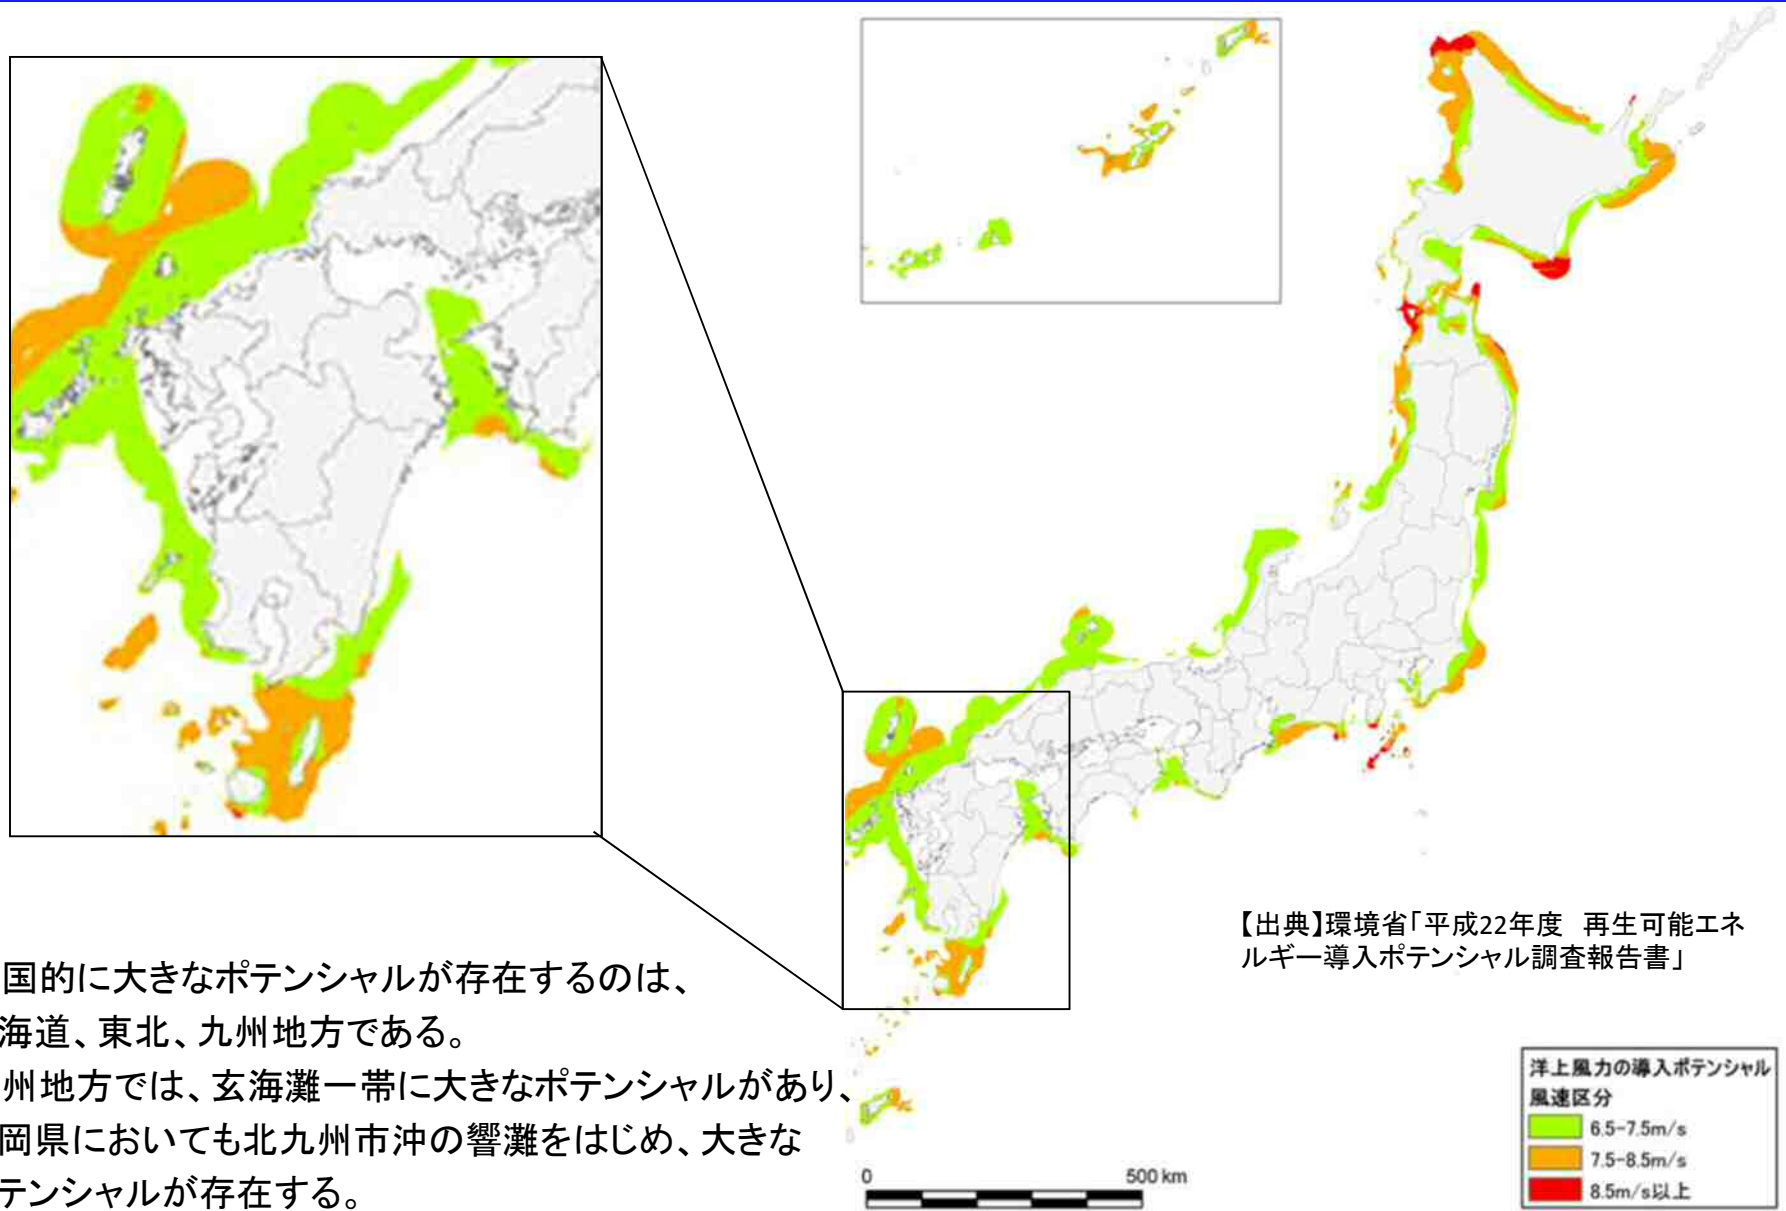 【出典】環境省「平成22年度　再生可能エネ
ルギー導入ポテンシャル調査報告書」
国的に大きなポテンシャルが存在するのは、
海道、東北、九州地方である。
州地方では、玄海灘一帯に大きなポテンシャルがあり、
岡県においても北九州市沖の響灘をはじめ、大きな
テンシャルが存在する。
0 500 km
洋上風力の導入ポテンシャル
風速区分
6.5-7.5m/s
7.5-8.5m/s
8.5m/s以上